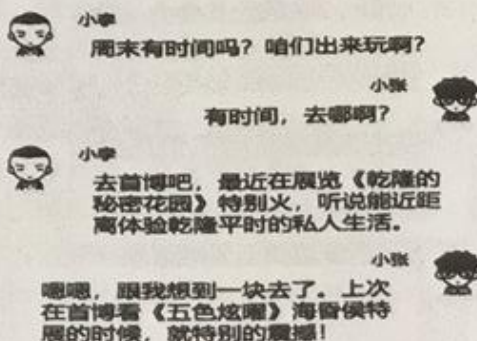 小李
周末有时间吗？咱们出来玩啊？
小张
有时间，去哪啊？
小李
去首博吧，最近在展览《乾隆的
秘密花园》特别火，听说能近距
离体验乾隆平时的私人生活。
小张
嗯嗯，跟我想到一块去了。上次
在首博看《五色炫曜》海昏侯特
展的时候，就特别的震撼！